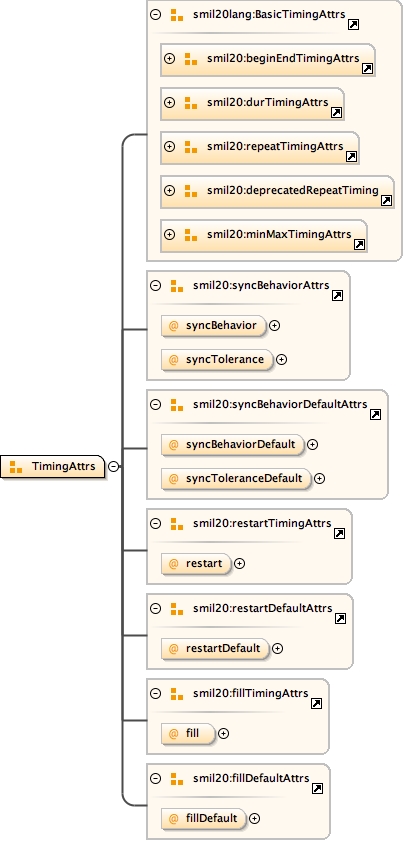 smil20lang:BasicTimingAttrs
smil20:beginEndTimingAttrs
smil20:durTimingAttrs
smil20:repeatTimingAttrs
smil20:deprecatedRepeatTiming
smil20:minMaxTimingAttrs
smil20:syncBehaviorAttrs
@ syncBehavior
@ syncTolerance
smil20:syncBehaviorDefaultAttrs
@ syncBehaviorDefault
TimingAttrs
@ syncToleranceDefault
smil20:restartTimingAttrs
@ restart
smil20:restartDefaultAttrs
@ restartDefault
smil20:fillTimingAttrs
@ fill
smil20:fillDefaultAttrs
@ fillDefault